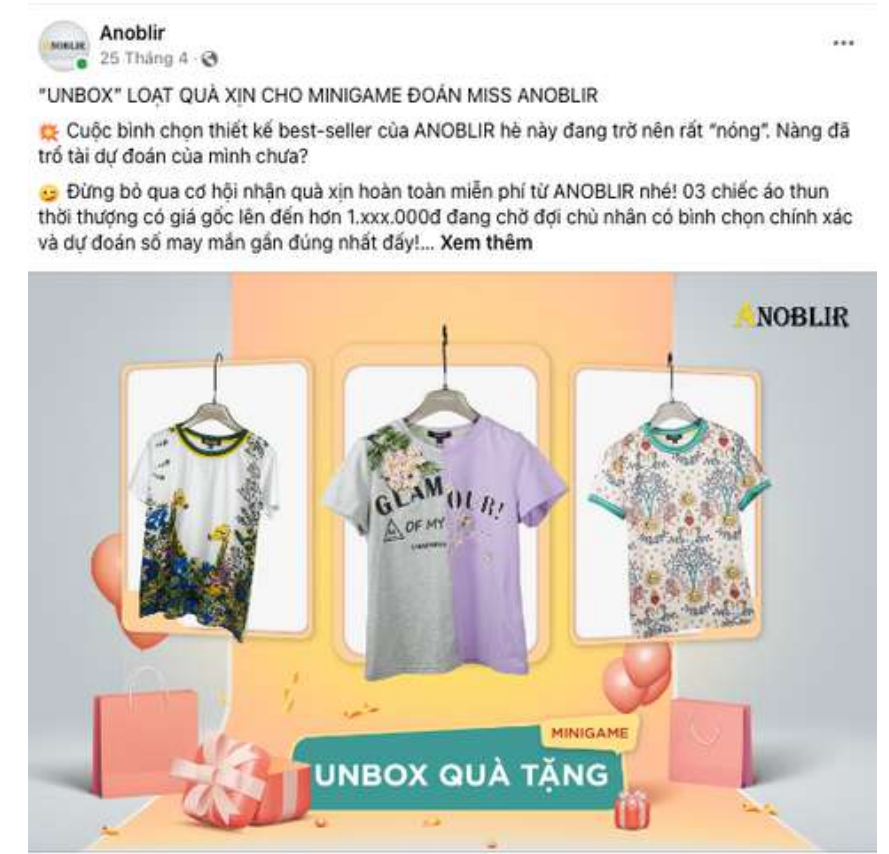 Anoblir
25 Tháng 4
"UNBOX" LOẠT QUÀ XỊN CHO MINIGAME ĐOÁN MISS ANOBLIR
Cuộc bình chọn thiết kế best-seller của ANOBLIR hè này đang trở nên rất "nóng". Nàng đã
trổ tài dự đoán của mình chưa?
Đừng bỏ qua cơ hội nhận quà xịn hoàn toàn miễn phí từ ANOBLIR nhé! 03 chiếc áo thun
thời thượng có giá gốc lên đến hơn 1.xxx.000đ đang chờ đợi chủ nhân có bình chọn chính xác
và dự đoán số may mắn gần đúng nhất đấy!... Xem thêm
ANOBLIR
GLAMOUR!
OF MY
MINIGAME
UNBOX QUÀ TẶNG